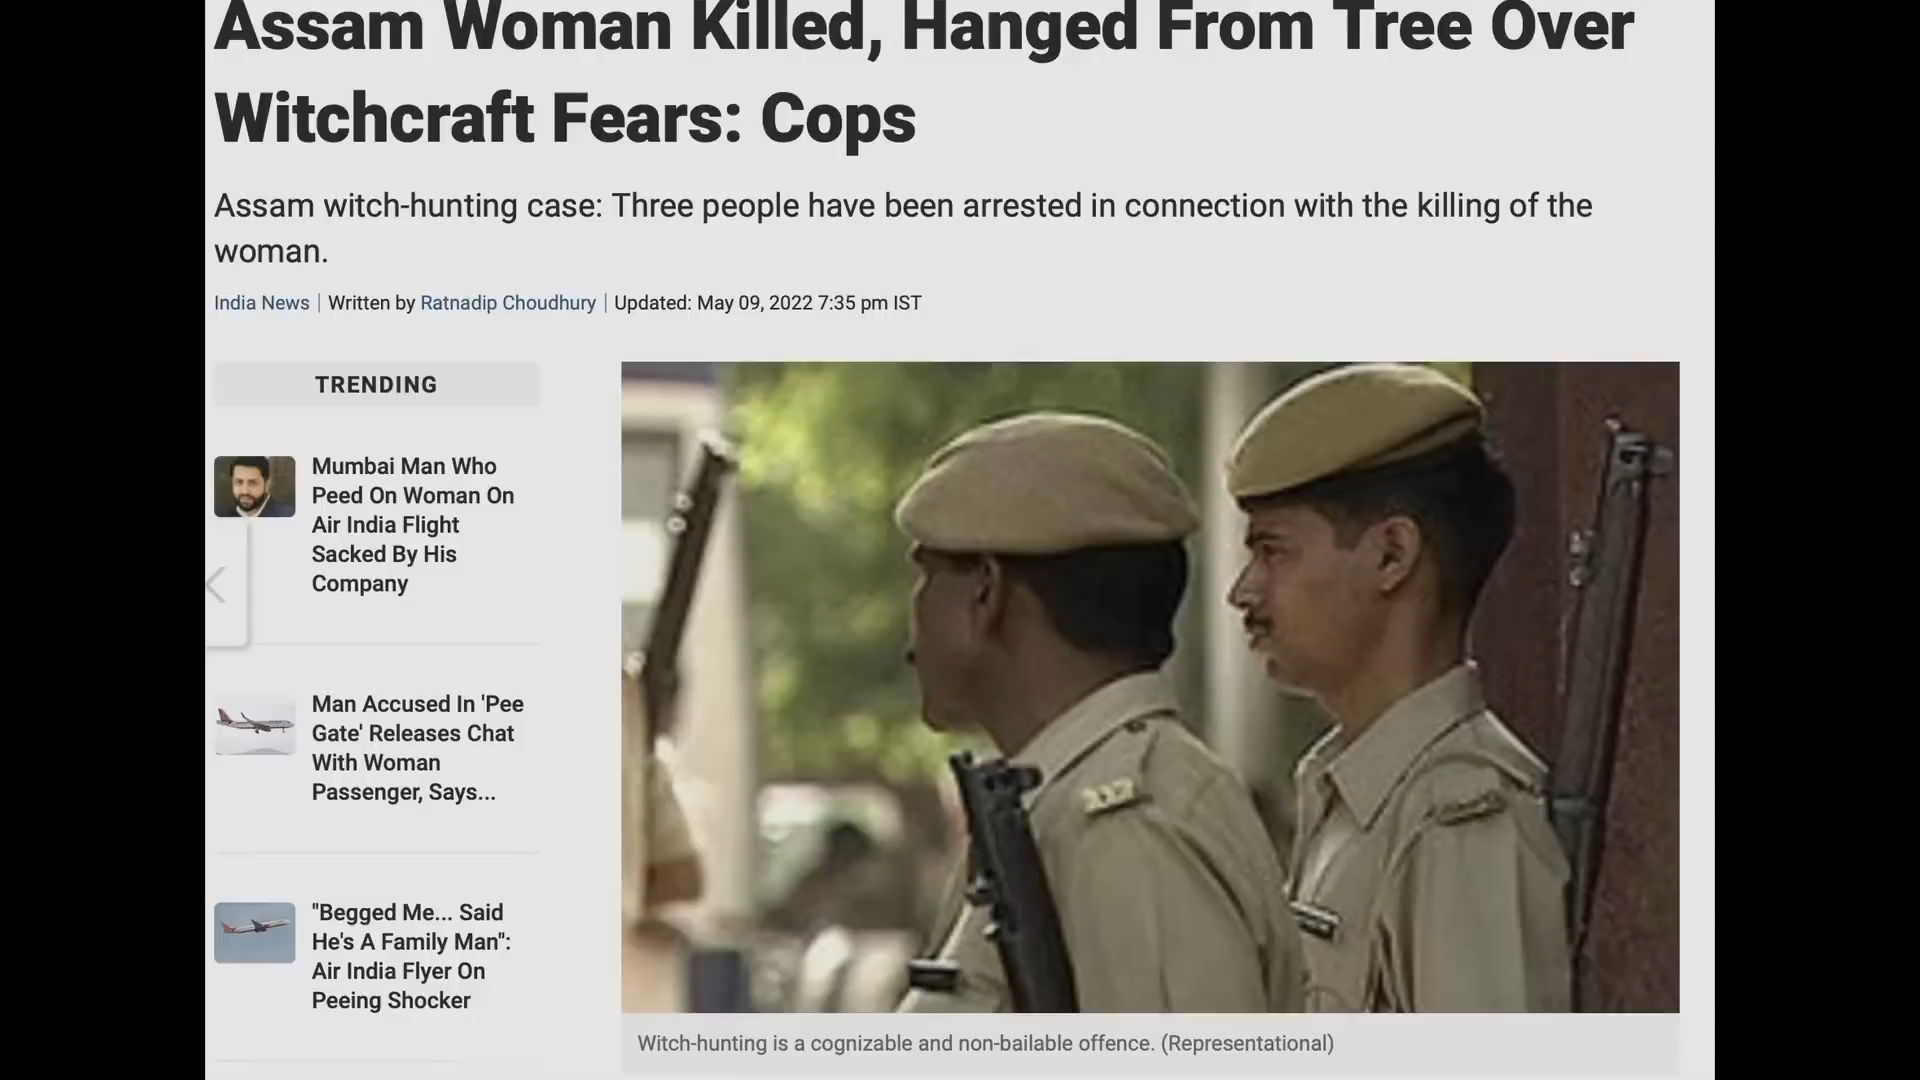 Assam Woman Killed, Hanged From Tree Over
Witchcraft Fears: Cops
Assam witch-hunting case: Three people have been arrested in connection with the killing of the
woman.
India News | Written by Ratnadip Choudhury | Updated: May 09, 2022 7:35 pm IST
TRENDING
Mumbai Man Who
Peed On Woman On
Air India Flight
Sacked By His
Company
Man Accused In 'Pee
Gate' Releases Chat
With Woman
Passenger, Says...
"Begged Me... Said
He's A Family Man":
Air India Flyer On
Peeing Shocker
Witch-hunting is a cognizable and non-bailable offence. (Representational)